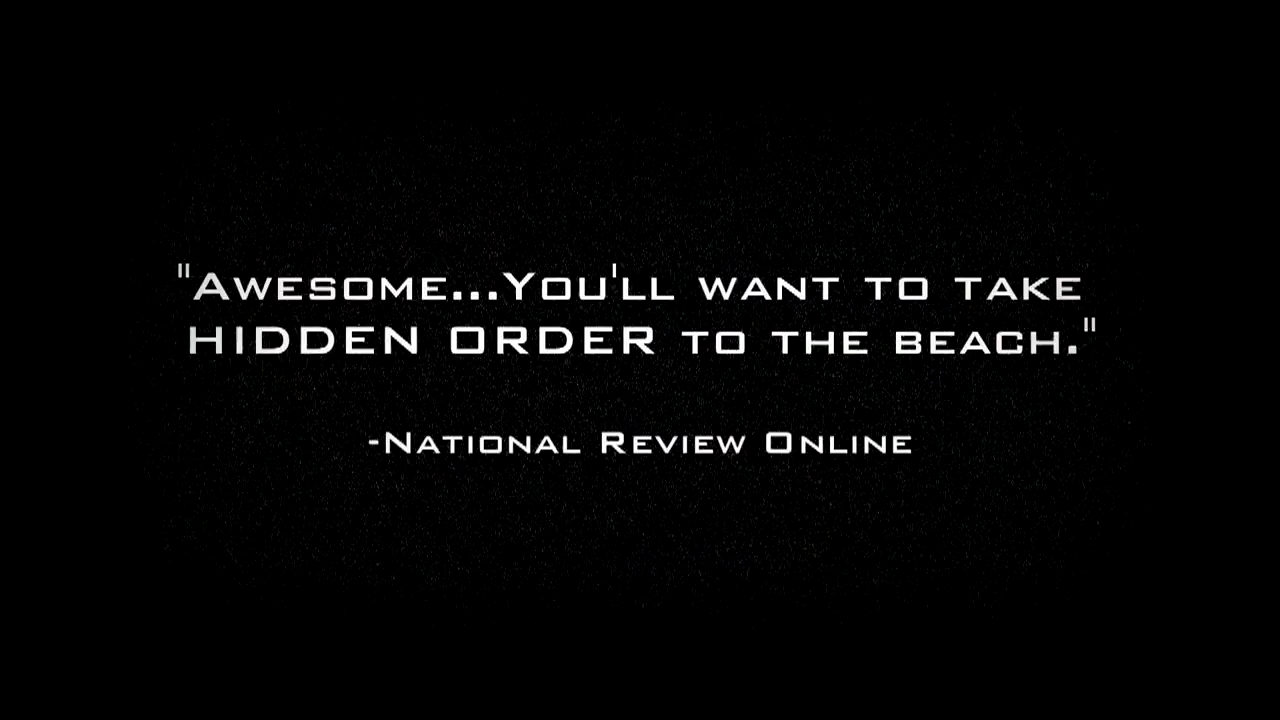 "Awesome...You'll want to take
HIDDEN ORDER to the beach."
-National Review Online